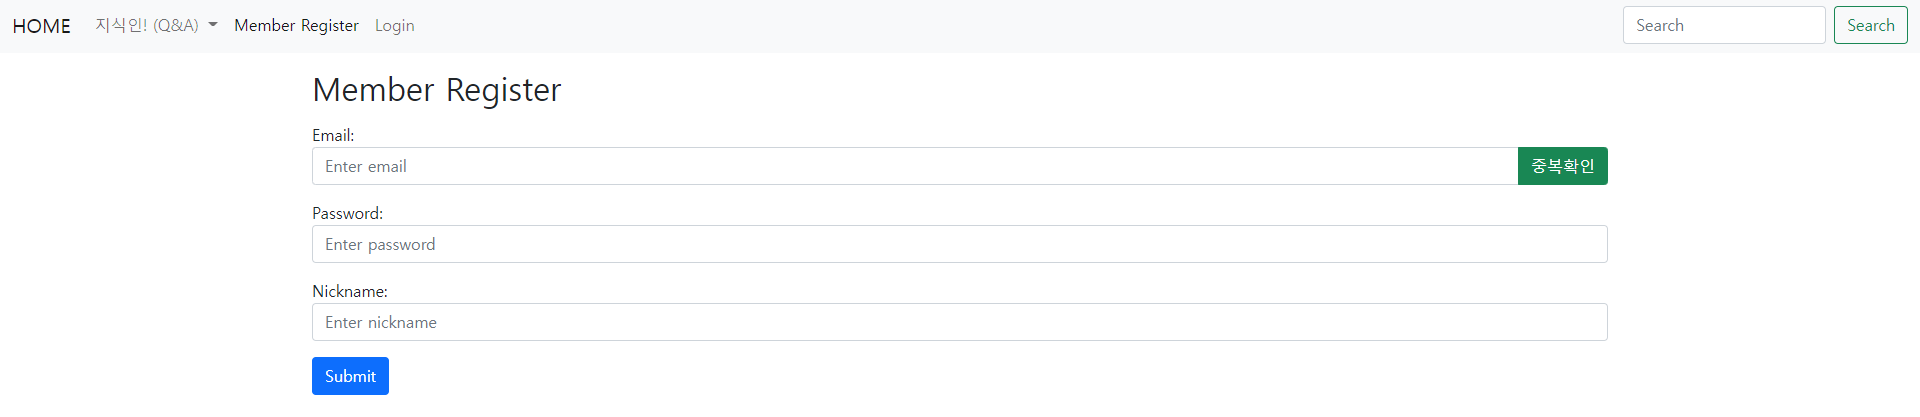 HOME 지식인! (Q&A) Member Register Login Search Search
Member Register
Email:
Enter email 중복확인
Password:
Enter password
Nickname:
Enter nickname
Submit